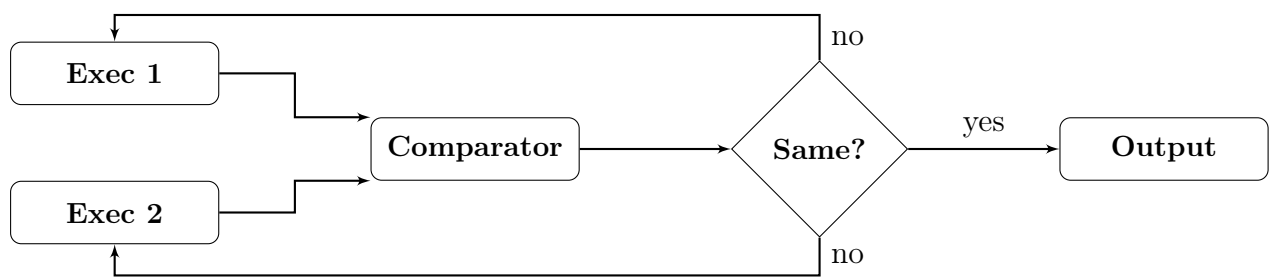 no
Exec 1
yes
Comparator
Same?
Output
Exec 2
no